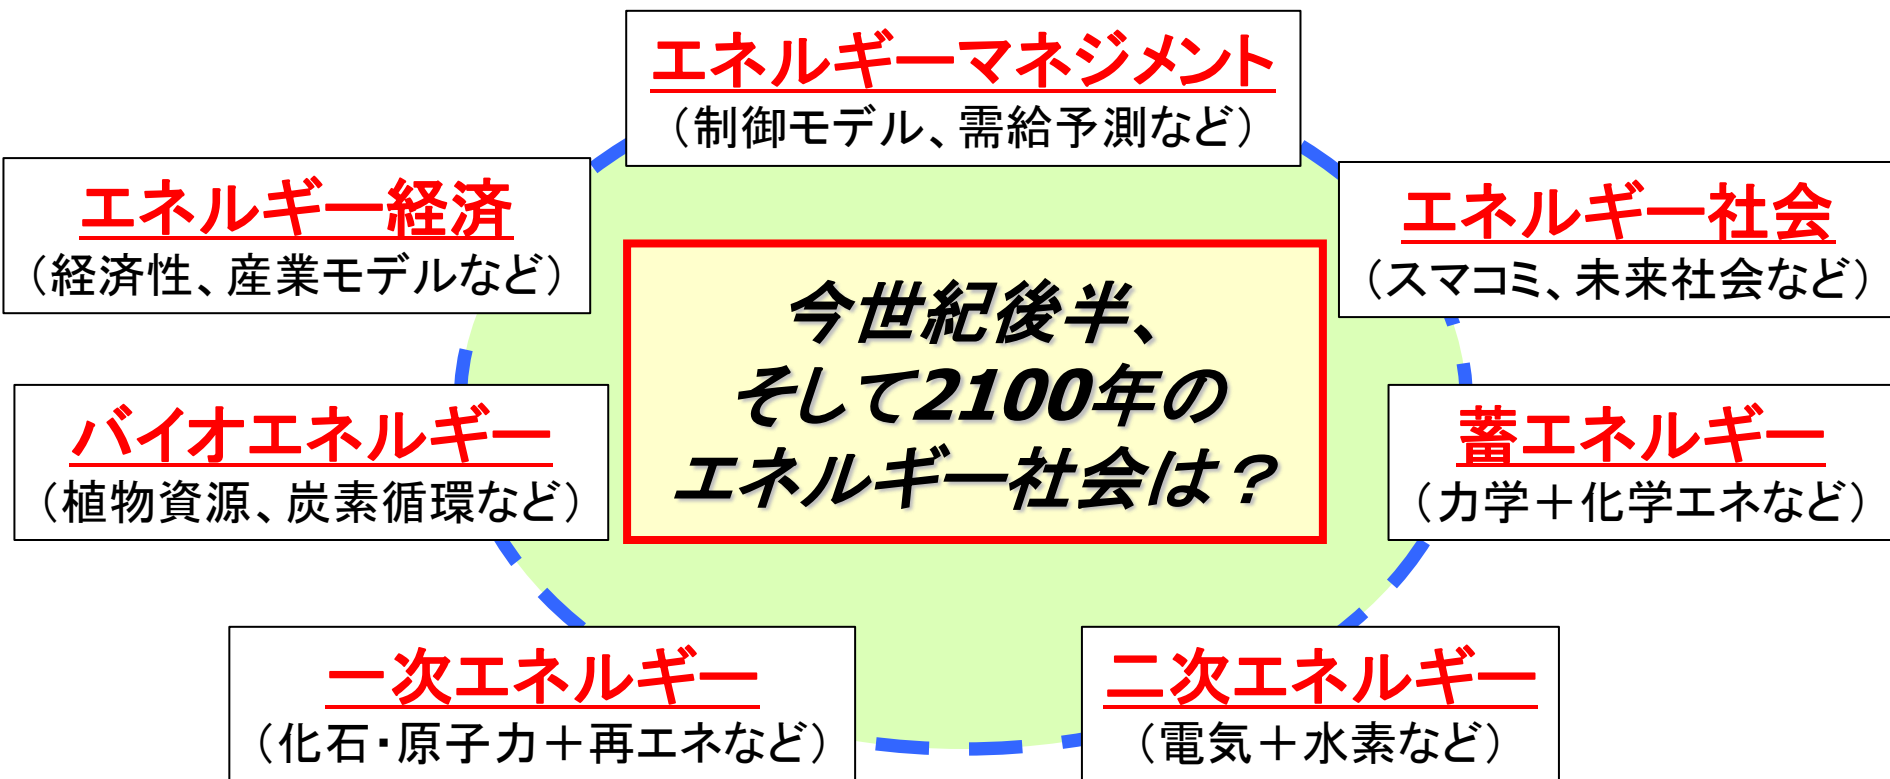 エネルギーマネジメント
（制御モデル、需給予測など）
エネルギー経済
（経済性、産業モデルなど）
エネルギー社会
（スマコミ、未来社会など）
今世紀後半、
そして2100年の
エネルギー社会は？
バイオエネルギー
（植物資源、炭素循環など）
蓄エネルギー
（力学＋化学エネなど）
一次エネルギー
（化石・原子力＋再エネなど）
二次エネルギー
（電気＋水素など）